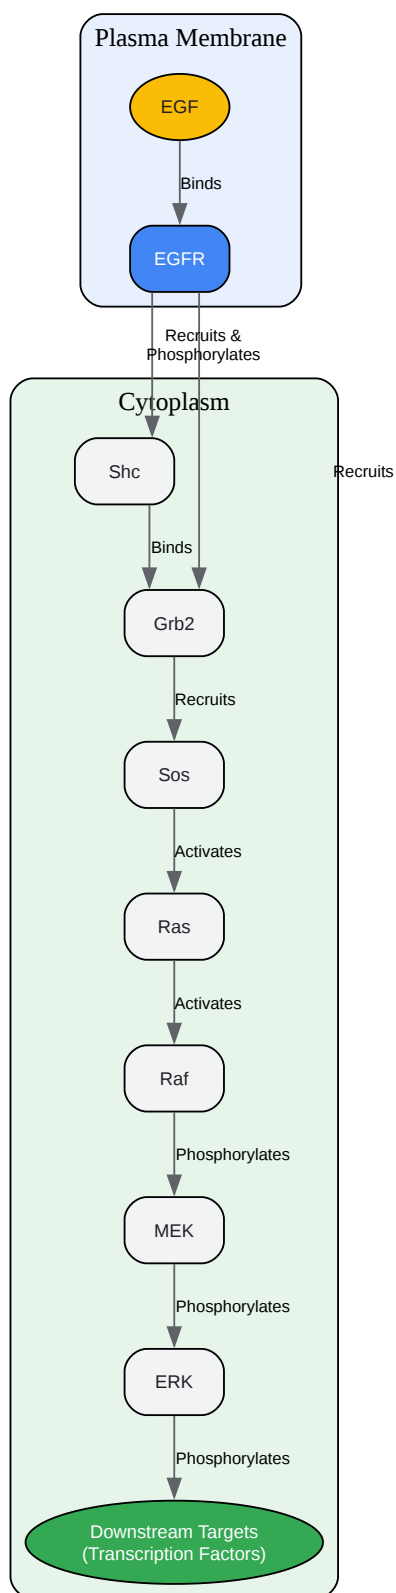 Plasma Membrane
EGF
Binds
EGFR
Recruits &
Phosphorylates
Cytoplasm
Shc
Recruits
Binds
Grb2
Recruits
Sos
Activates
Ras
Activates
Raf
Phosphorylates
MEK
Phosphorylates
ERK
Phosphorylates
Downstream Targets
(Transcription Factors)